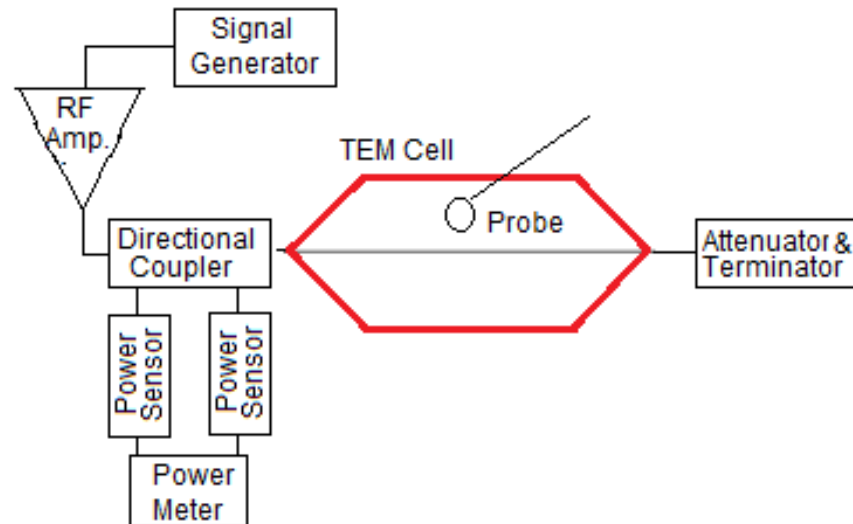 Signal
Generator
RF
Amp.
TEM Cell
Probe
Directional
Coupler
Attenuator &
Terminator
Power
Sensor
Power
Sensor
Power
Meter